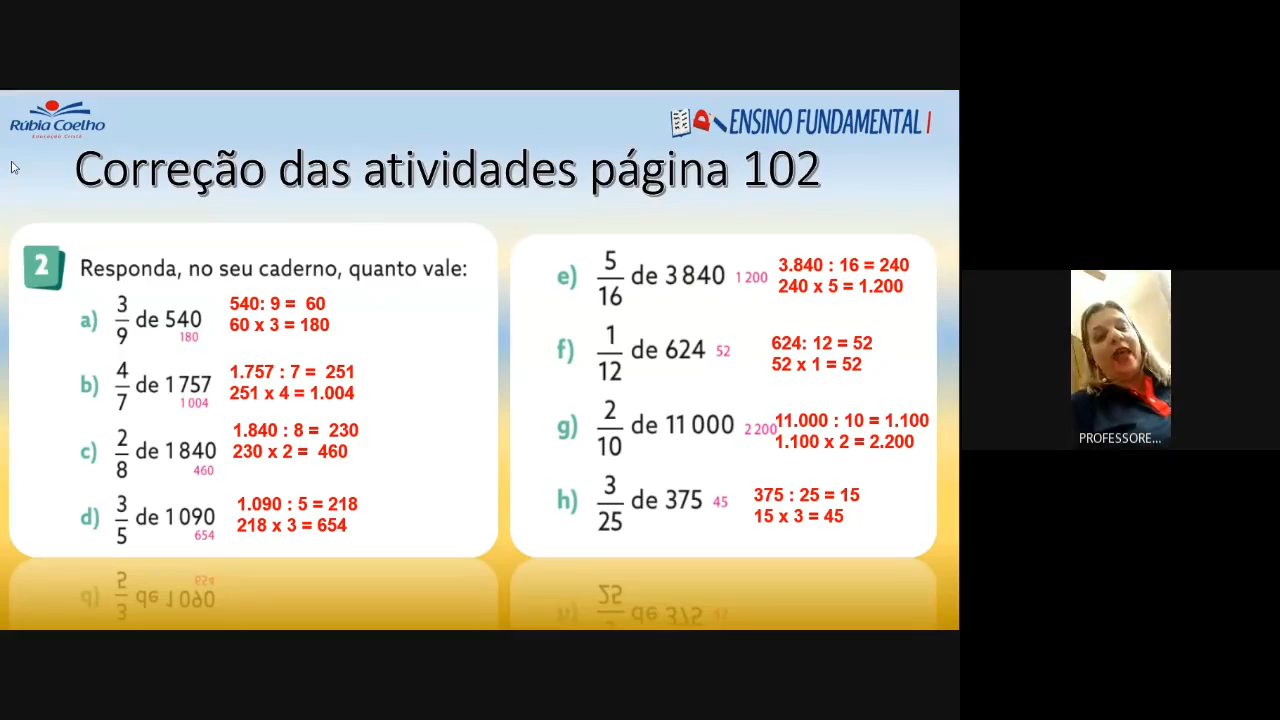 Rúbia Coelho
Educação Cristã
ENSINO FUNDAMENTAL I
Correção das atividades página 102
2 Responda, no seu caderno, quanto vale:
a) 3/9 de 540
180
540: 9 = 60
60 x 3 = 180
b) 4/7 de 1 757
1 004
1.757 : 7 = 251
251 x 4 = 1.004
c) 2/8 de 1 840
460
1.840 : 8 = 230
230 x 2 = 460
d) 3/5 de 1 090
654
1.090 : 5 = 218
218 x 3 = 654
e) 5/16 de 3 840 1 200
3.840 : 16 = 240
240 x 5 = 1.200
f) 1/12 de 624 52
624: 12 = 52
52 x 1 = 52
g) 2/10 de 11 000 2 200
11.000 : 10 = 1.100
1.100 x 2 = 2.200
h) 3/25 de 375 45
375 : 25 = 15
15 x 3 = 45
PROFESSORE...